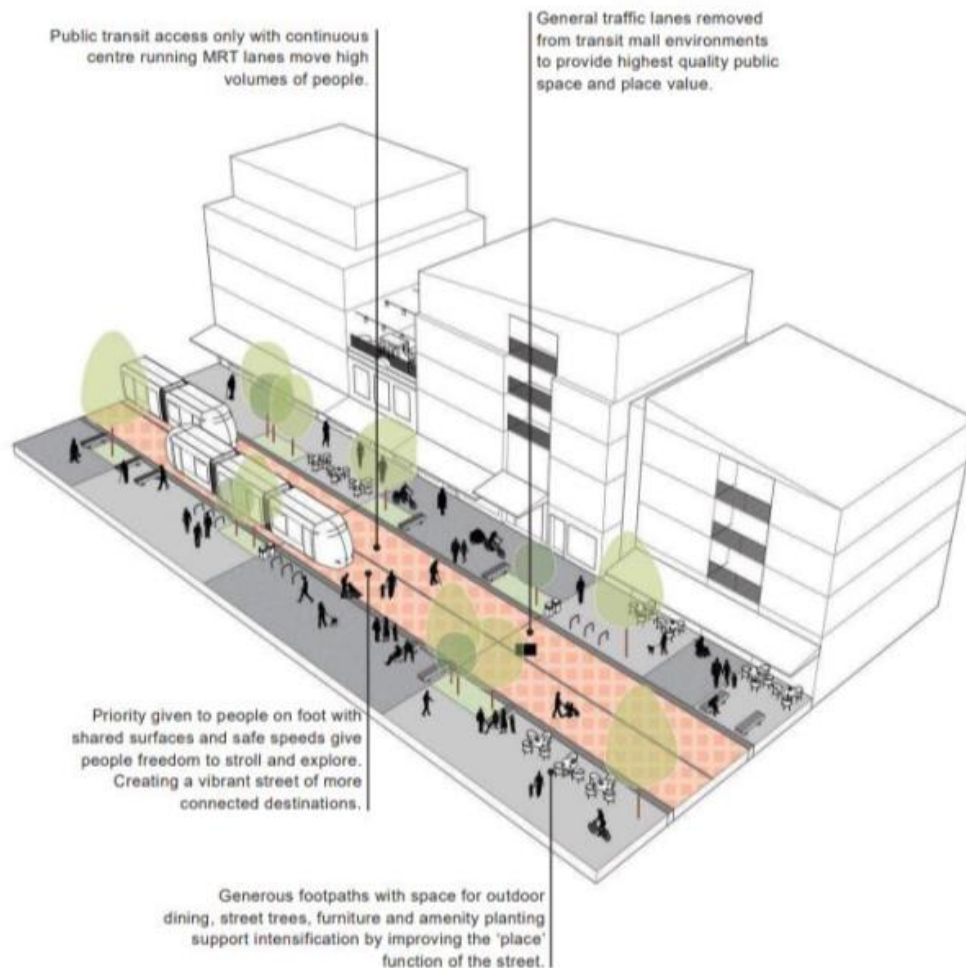 Public transit access only with continuous
centre running MRT lanes move high
volumes of people.
General traffic lanes removed
from transit mall environments
to provide highest quality public
space and place value.
Priority given to people on foot with
shared surfaces and safe speeds give
people freedom to stroll and explore.
Creating a vibrant street of more
connected destinations.
Generous footpaths with space for outdoor
dining, street trees, furniture and amenity planting
support intensification by improving the 'place'
function of the street.